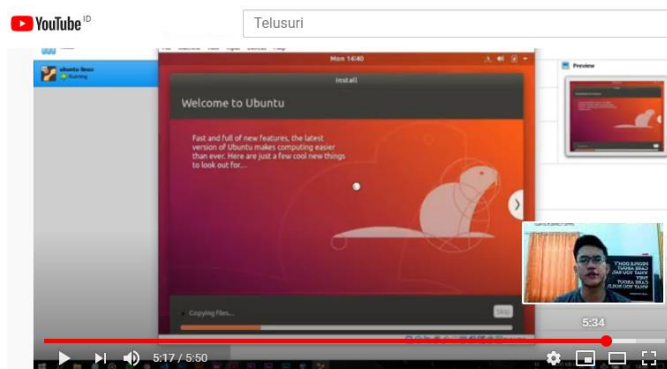 YouTube ID
Telusuri
Mon 14:40
Running
Preview
Install
Welcome to Ubuntu
Fast and full of new features, the latest
version of Ubuntu makes computing easier
than ever. Here are just a few cool new things
to look out for...
Copying files...
Skip
5:34
5:17 / 5:50